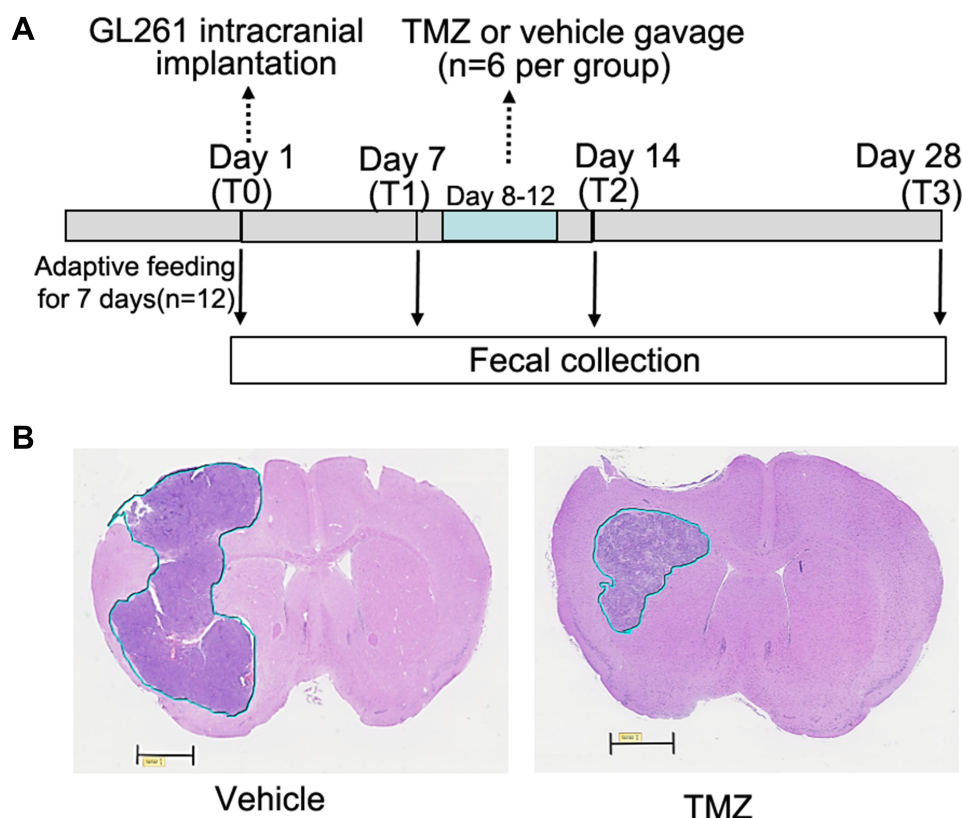 A
GL261 intracranial
implantation
TMZ or vehicle gavage
(n=6 per group)
Day 1
(T0)
Day 7
(T1)
Day 8-12
Day 14
(T2)
Day 28
(T3)
Adaptive feeding
for 7 days(n=12)
Fecal collection
B
Vehicle
TMZ